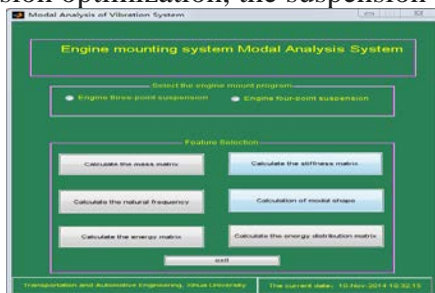 sion optimization, the suspension
Modal Analysis of Vibration System
Engine mounting system Modal Analysis System
Select the engine mount program
Engine three-point suspension Engine four-point suspension
Feature Selection
Calculate the mass matrix Calculate the stiffness matrix
Calculate the natural frequency Calculation of modal shape
Calculate the energy matrix Calculate the energy distribution matrix
exit
Transportation and Automotive Engineering, Xihua University The current date: 10-Nov-2014 10:32:15